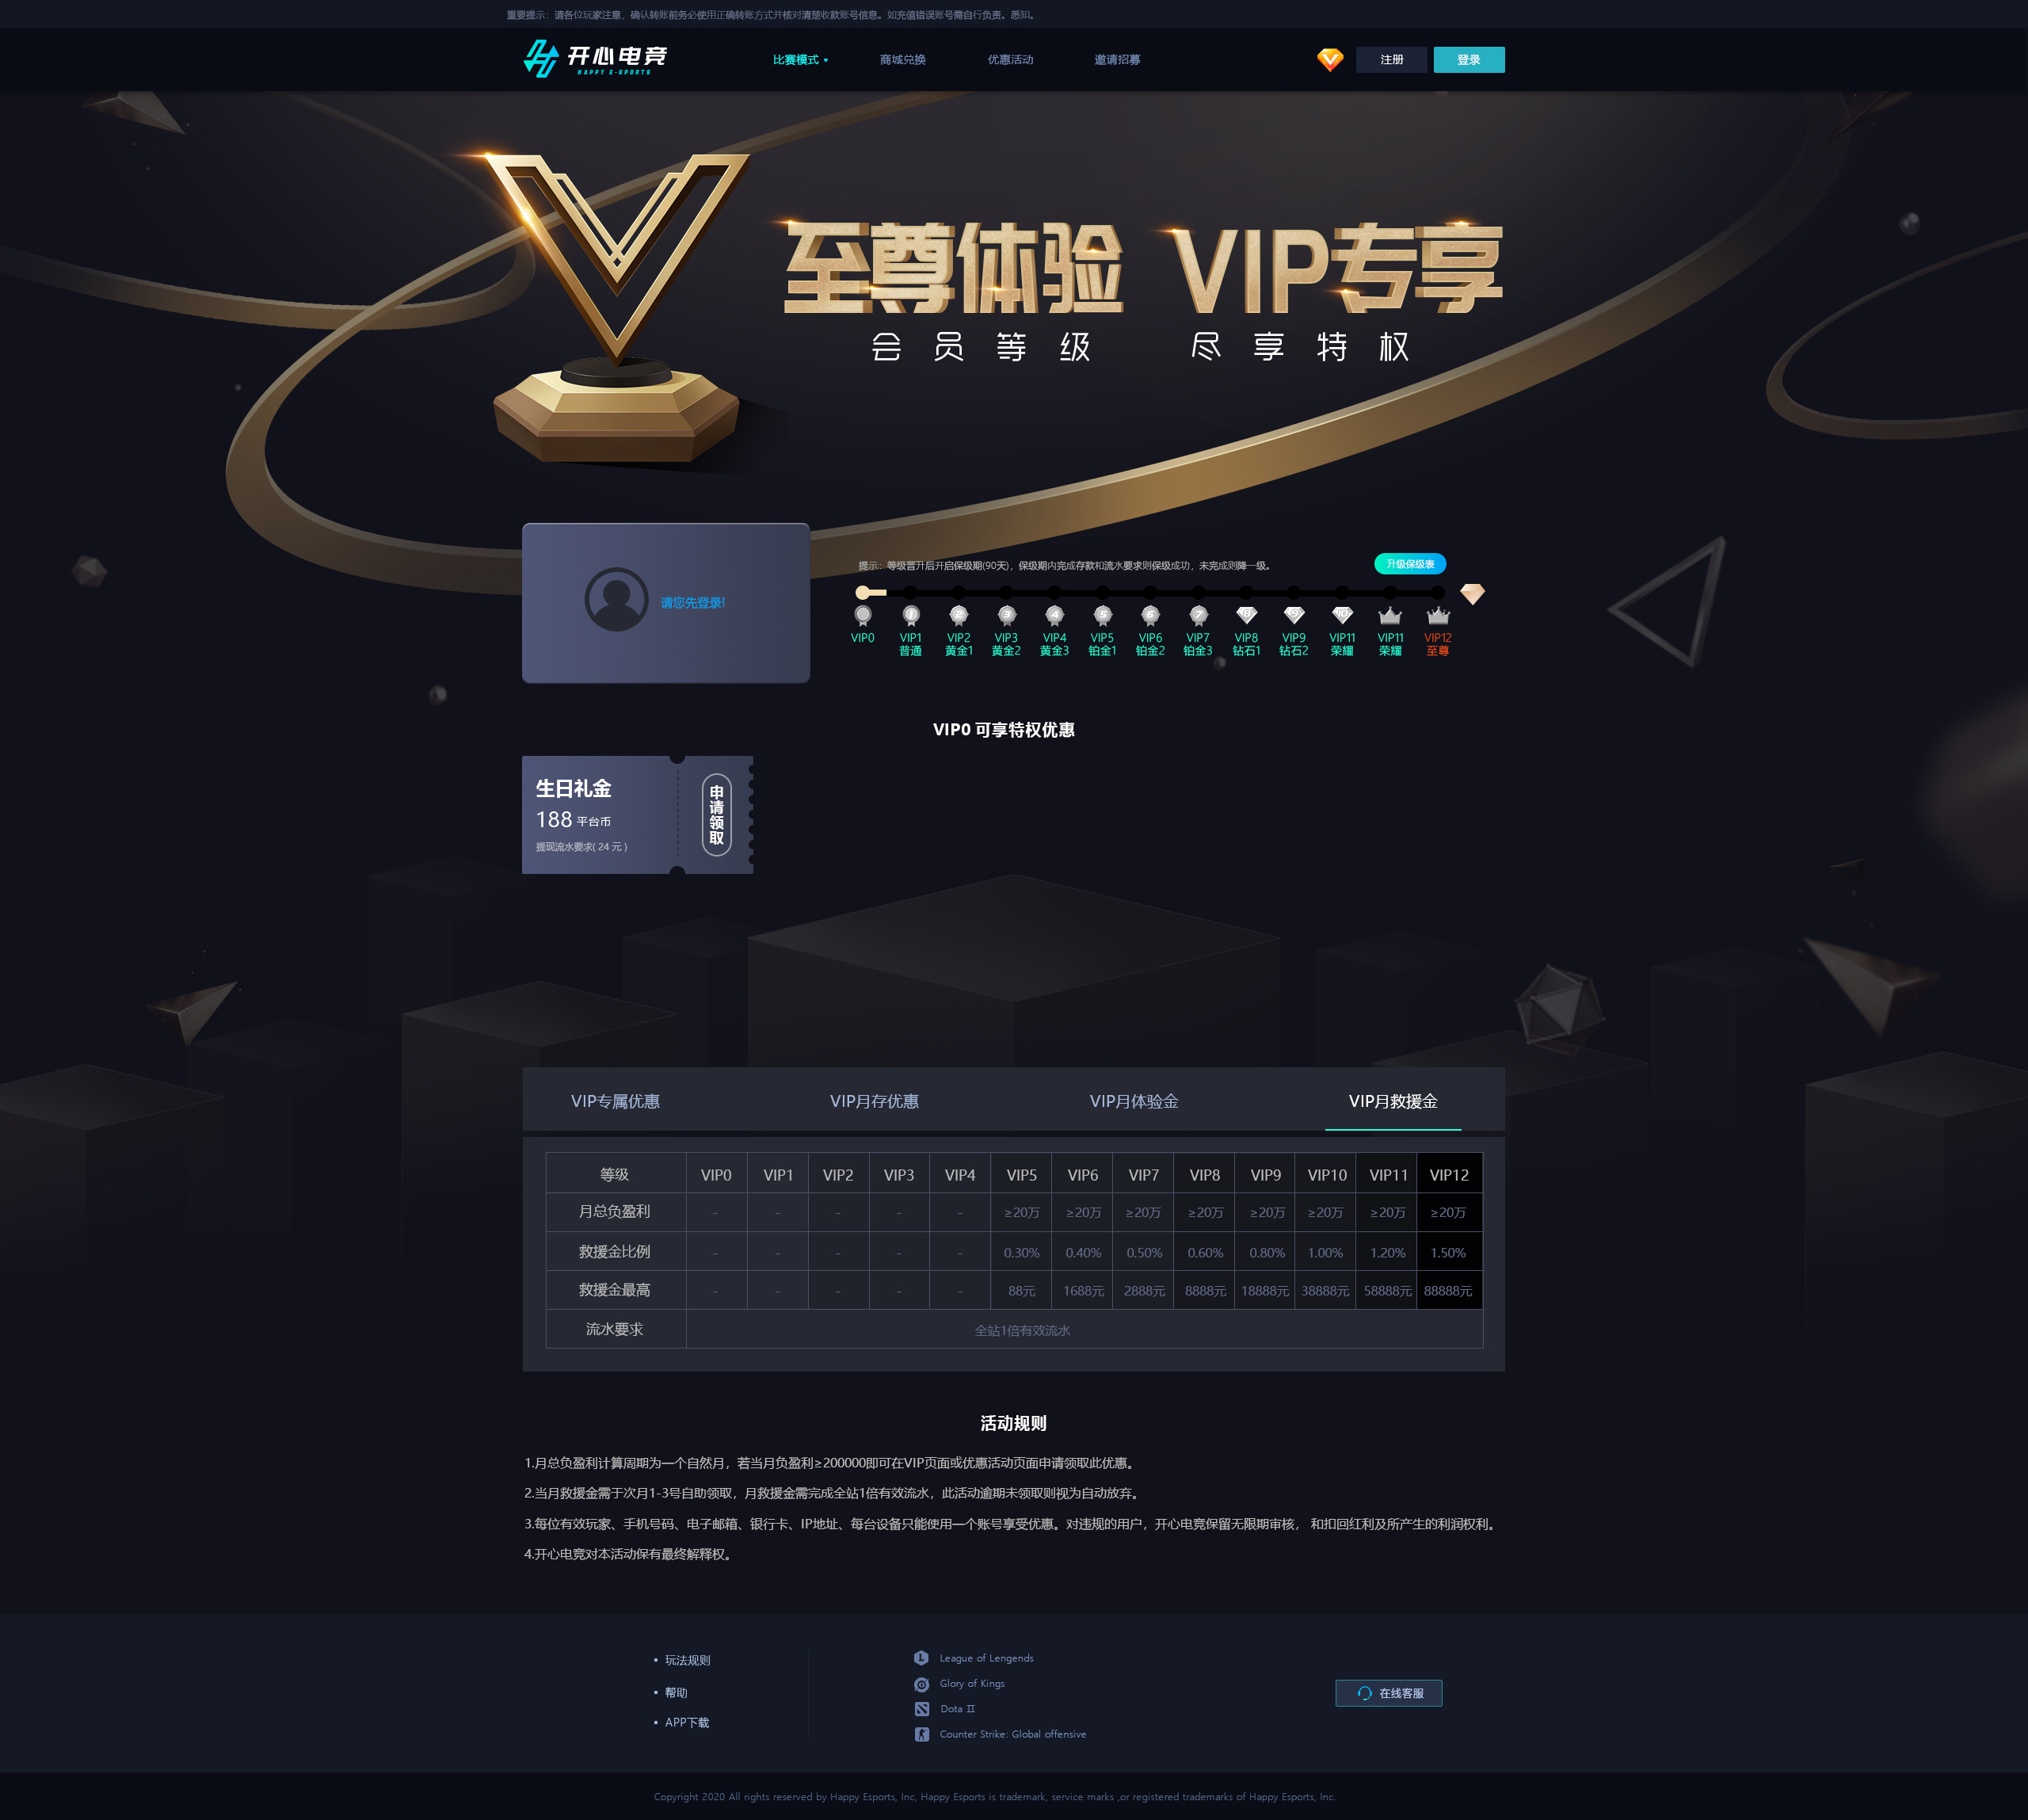 重要提示：请各位玩家注意，确认转账前务必使用正确转账方式并核对清楚收款账号信息。如充值错误账号需自行负责。悉知。
开心电竞
HAPPY E-SPORTS
比赛模式
商城兑换
优惠活动
邀请招募
注册
登录
至尊体验 VIP专享
会员等级 尽享特权
请您先登录!
提示：等级晋升后开启保级期(90天)，保级期内完成存款和流水要求则保级成功，未完成则降一级。
升级保级表
1 2 3 4 5 6 7 8 9 10
VIP0 VIP1 VIP2 VIP3 VIP4 VIP5 VIP6 VIP7 VIP8 VIP9 VIP11 VIP11 VIP12
普通 黄金1 黄金2 黄金3 铂金1 铂金2 铂金3 钻石1 钻石2 荣耀 荣耀 至尊
VIP0 可享特权优惠
生日礼金
188 平台币
提现流水要求( 24 元 )
申请领取
VIP专属优惠 VIP月存优惠 VIP月体验金 VIP月救援金
等级 VIP0 VIP1 VIP2 VIP3 VIP4 VIP5 VIP6 VIP7 VIP8 VIP9 VIP10 VIP11 VIP12
月总负盈利 - - - - - ≥20万 ≥20万 ≥20万 ≥20万 ≥20万 ≥20万 ≥20万 ≥20万
救援金比例 - - - - - 0.30% 0.40% 0.50% 0.60% 0.80% 1.00% 1.20% 1.50%
救援金最高 - - - - - 88元 1688元 2888元 8888元 18888元 38888元 58888元 88888元
流水要求 全站1倍有效流水
活动规则
1.月总负盈利计算周期为一个自然月，若当月负盈利≥200000即可在VIP页面或优惠活动页面申请领取此优惠。
2.当月救援金需于次月1-3号自助领取，月救援金需完成全站1倍有效流水，此活动逾期未领取则视为自动放弃。
3.每位有效玩家、手机号码、电子邮箱、银行卡、IP地址、每台设备只能使用一个账号享受优惠。对违规的用户，开心电竞保留无限期审核， 和扣回红利及所产生的利润权利。
4.开心电竞对本活动保有最终解释权。
玩法规则
帮助
APP下载
League of Lengends
Glory of Kings
Dota Ⅱ
Counter Strike: Global offensive
在线客服
Copyright 2020 All rights reserved by Happy Esports, Inc, Happy Esports is trademark, service marks ,or registered trademarks of Happy Esports, Inc.